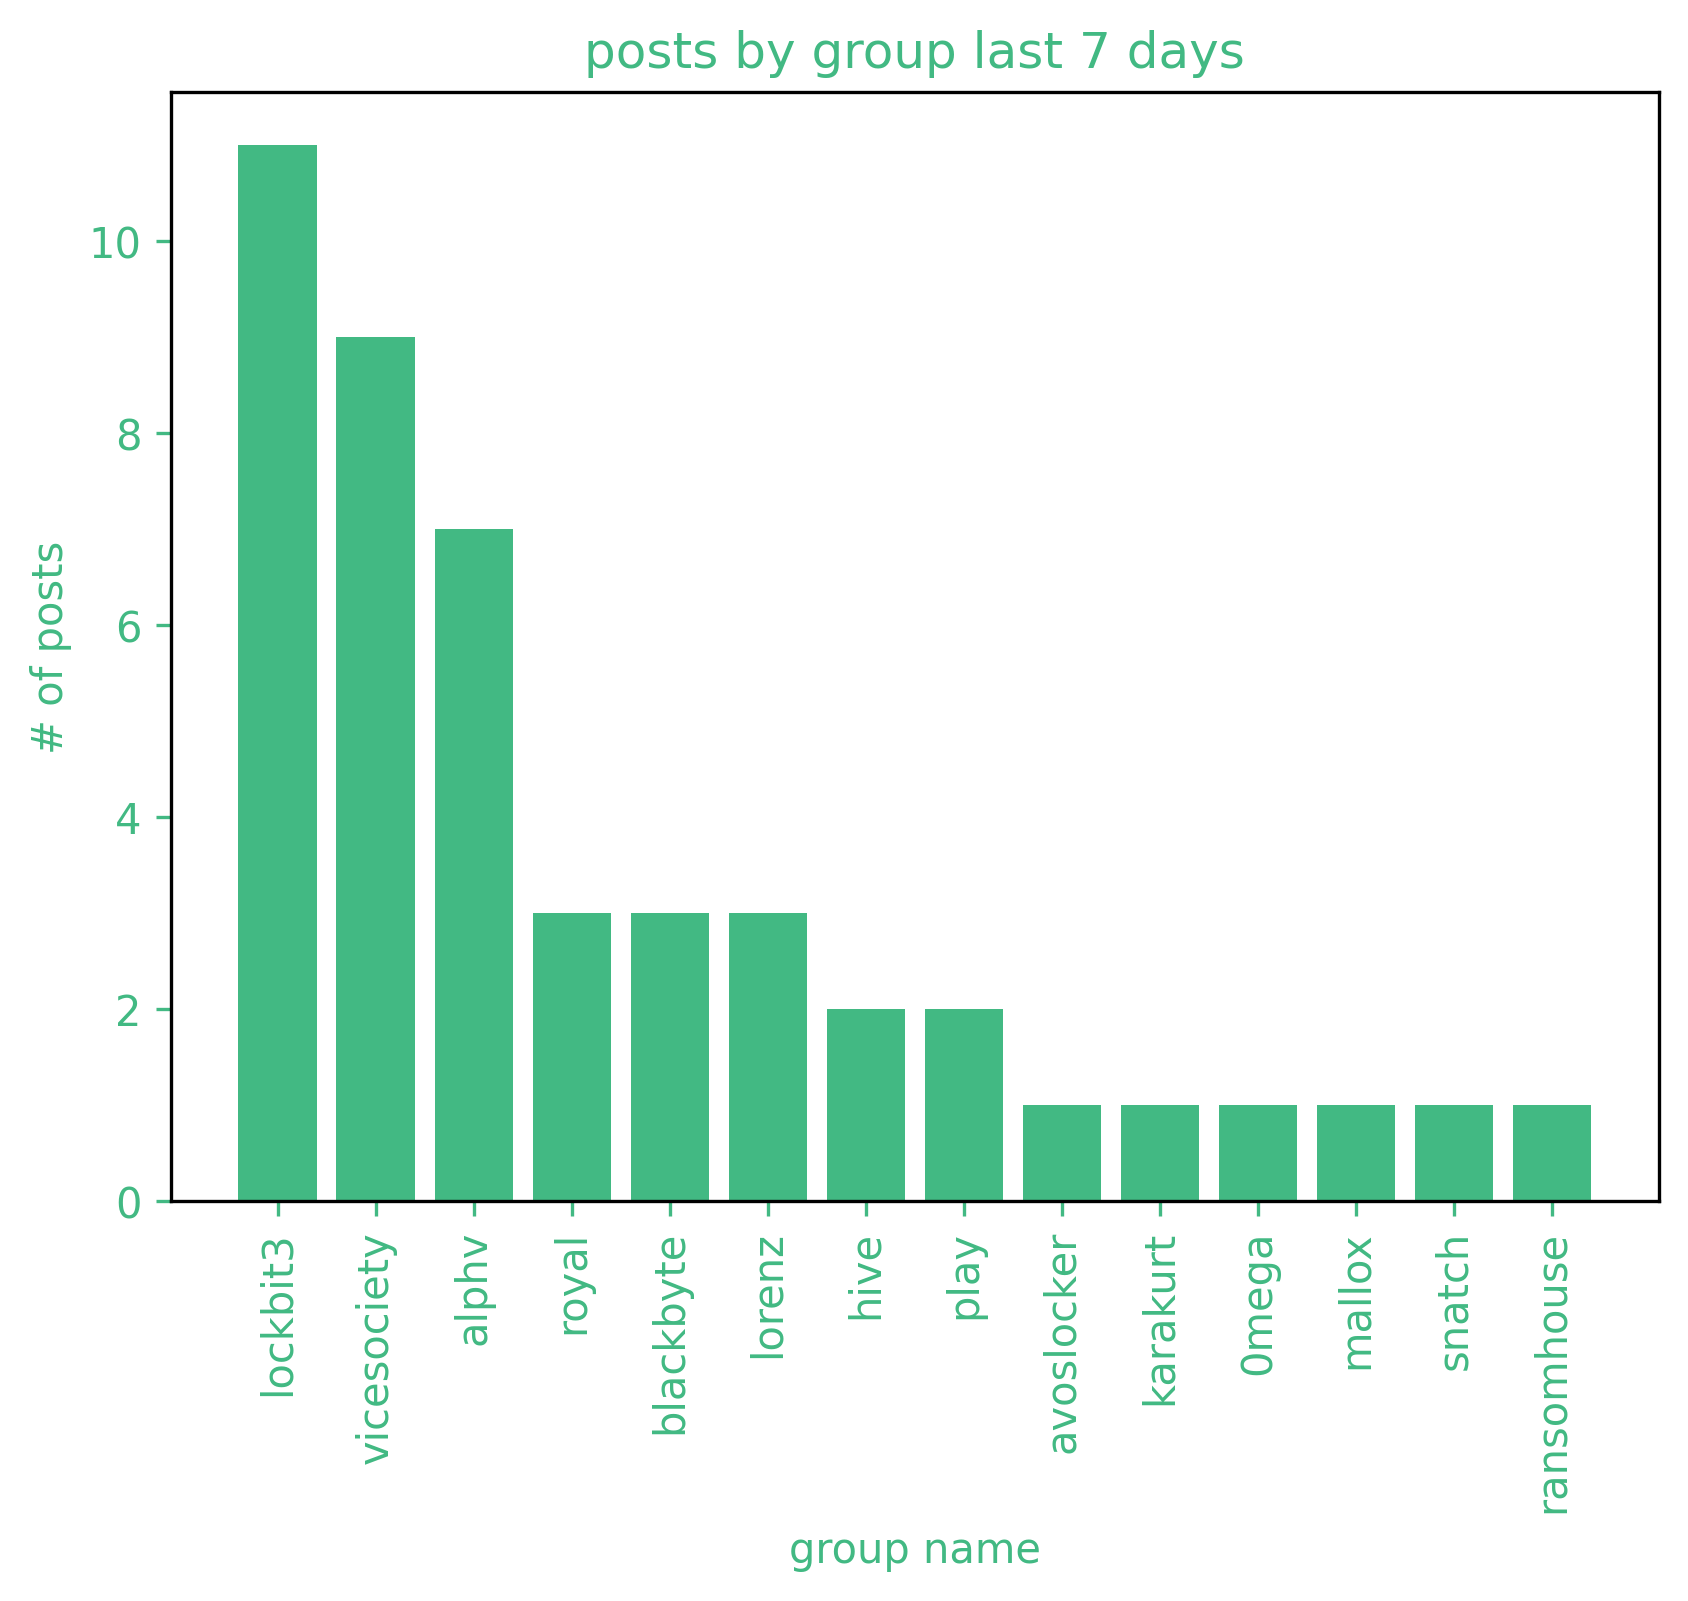 posts by group last 7 days
# of posts
10
8
6
4
2
0
lockbit3
vicesociety
alphv
royal
blackbyte
lorenz
hive
play
avoslocker
karakurt
0mega
mallox
snatch
ransomhouse
group name